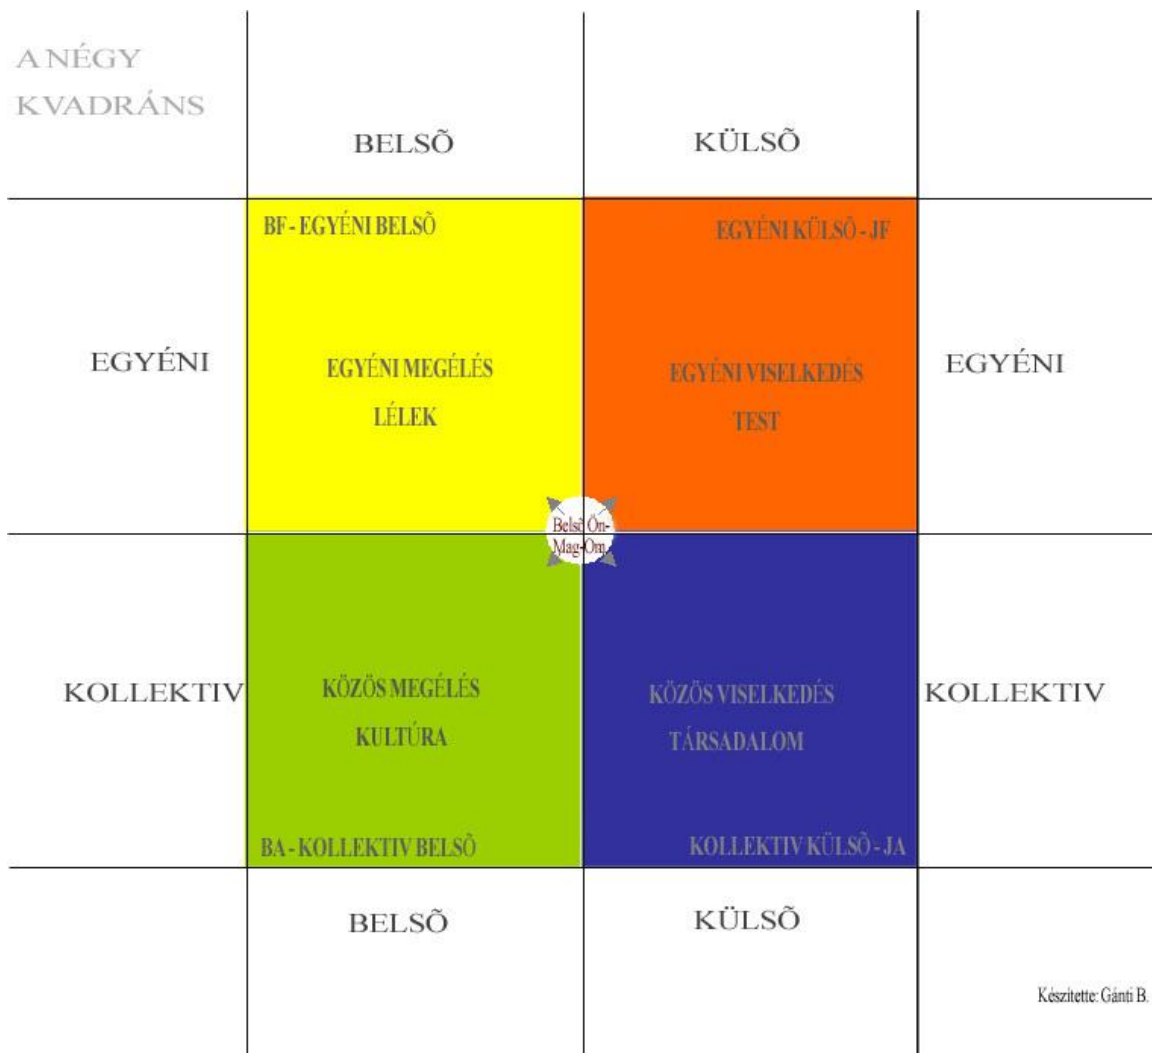 A NÉGY
KVADRÁNS
BELSÕ
KÜLSÕ
BF - EGYÉNI BELSÕ
EGYÉNI KÜLSÕ - JF
EGYÉNI
EGYÉNI MEGÉLÉS
LÉLEK
EGYÉNI VISELKEDÉS
TEST
EGYÉNI
Belsõ Ön-
Mag-Om
KOLLEKTIV
KÖZÖS MEGÉLÉS
KULTÚRA
KÖZÖS VISELKEDÉS
TÁRSADALOM
KOLLEKTIV
BA - KOLLEKTIV BELSÕ
KOLLEKTIV KÜLSÕ - JA
BELSÕ
KÜLSÕ
Készitette: Gánti B.